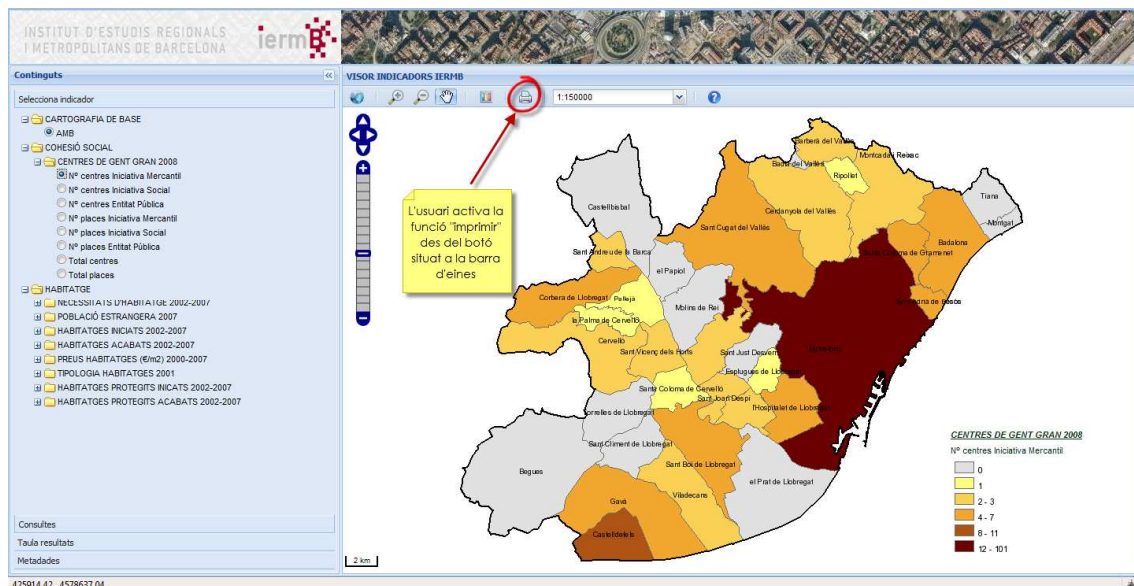 INSTITUT D'ESTUDIS REGIONALS
I METROPOLITANS DE BARCELONA
iermB
Continguts
VISOR INDICADORS IERMB
Selecciona indicador
1:150000
CARTOGRAFIA DE BASE
AMB
COHESIÓ SOCIAL
CENTRES DE GENT GRAN 2008
Nº centres Iniciativa Mercantil
Nº centres Iniciativa Social
Nº centres Entitat Pública
Nº places Iniciativa Mercantil
Nº places Iniciativa Social
Nº places Entitat Pública
Total centres
Total places
HABITATGE
NECESSITATS D'HABITATGE 2002-2007
POBLACIÓ ESTRANGERA 2007
HABITATGES INICIATS 2002-2007
HABITATGES ACABATS 2002-2007
PREUS HABITATGES (€/m2) 2000-2007
TIPOLOGIA HABITATGES 2001
HABITATGES PROTEGITS INICATS 2002-2007
HABITATGES PROTEGITS ACABATS 2002-2007
Consultes
Taula resultats
Metadades
L'usuari activa la
funció "imprimir"
des del botó
situat a la barra
d'eines
Barberà del Vallès
Montcada i Reixac
Badia del Vallès
Ripollet
Tiana
Montgat
Castellbisbal
Cerdanyola del Vallès
Sant Cugat del Vallès
Badalona
Sant Andreu de la Barca
Coloma de Gramenet
el Papiol
Corbera de Llobregat
Pallejà
Molins de Rei
la Palma de Cervelló
Cervelló
Sant Vicenç dels Horts
Sant Just Desvern
Esplugues de Llobregat
Santa Coloma de Cervelló
Sant Joan Despí
l'Hospitalet de Llobregat
Torrelles de Llobregat
Sant Climent de Llobregat
Sant Boi de Llobregat
Begues
el Prat de Llobregat
Viladecans
Gavà
Castelldefels
CENTRES DE GENT GRAN 2008
Nº centres Iniciativa Mercantil
0
1
2 - 3
4 - 7
8 - 11
12 - 101
2 km
425914.42, 4578637.04